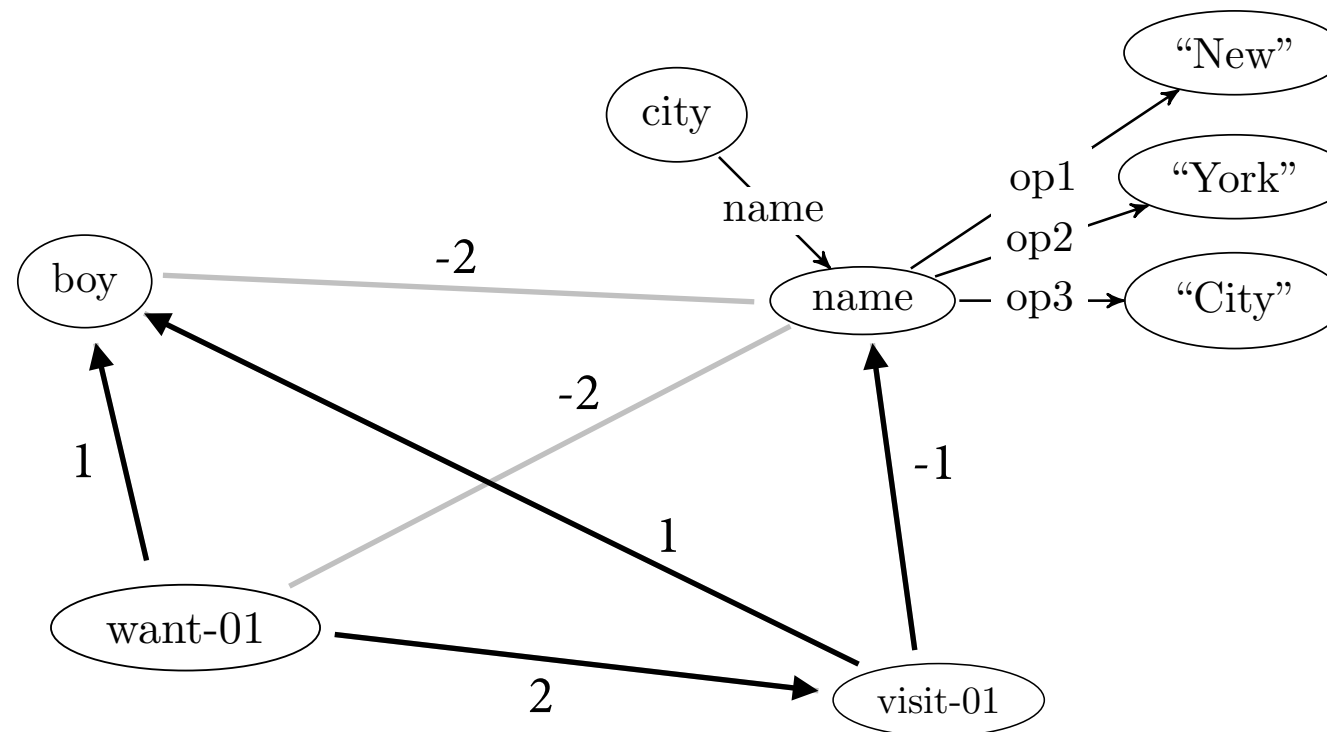 “New”
city
op1
“York”
name
op2
-2
boy
name
op3
“City”
-2
1
-1
1
want-01
2
visit-01